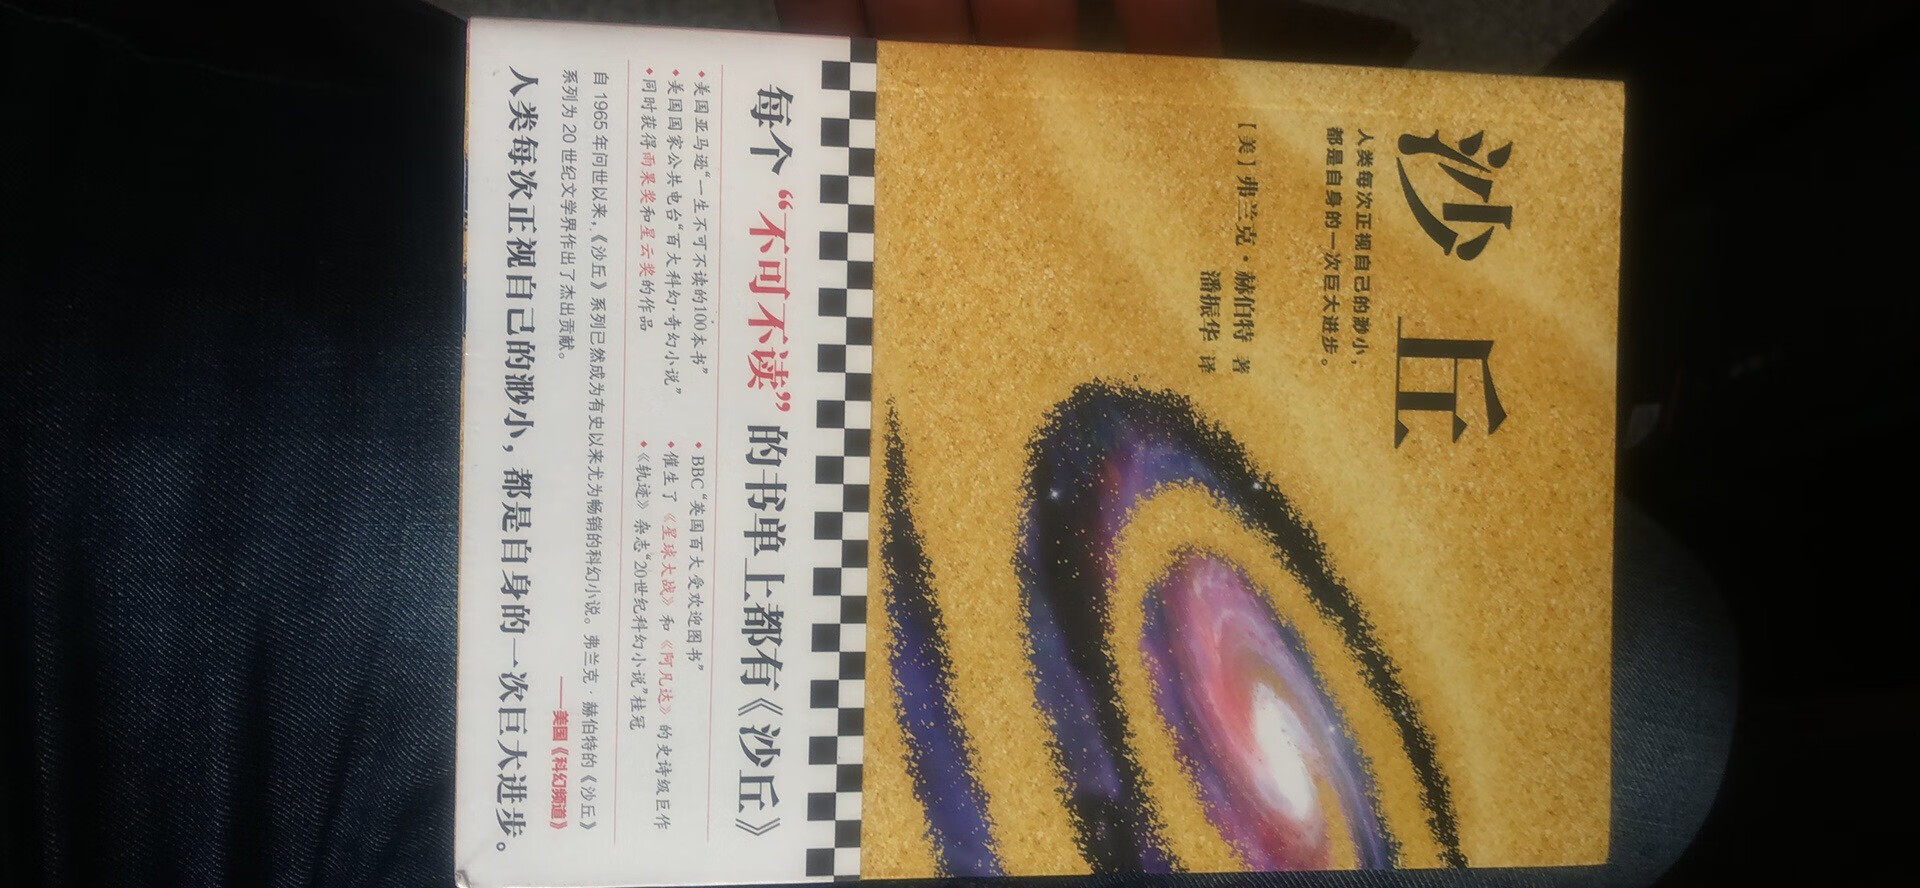 沙丘
人类每次正视自己的渺小，
都是自身的一次巨大进步。
[美] 弗兰克·赫伯特 著
潘振华 译
每个“不可不读”的书单上都有《沙丘》
◆美国亚马逊“一生不可不读的100本书”
◆美国国家公共电台“百大科幻·奇幻小说”
◆同时获得雨果奖和星云奖的作品
◆BBC“英国百大受欢迎图书”
◆催生了《星球大战》和《阿凡达》的史诗级巨作
◆《轨迹》杂志“20世纪科幻小说”桂冠
自 1965 年问世以来，《沙丘》系列已然成为有史以来尤为畅销的科幻小说。弗兰克·赫伯特的《沙丘》
系列为 20 世纪文学界作出了杰出贡献。
——美国《科幻频道》
人类每次正视自己的渺小，都是自身的一次巨大进步。